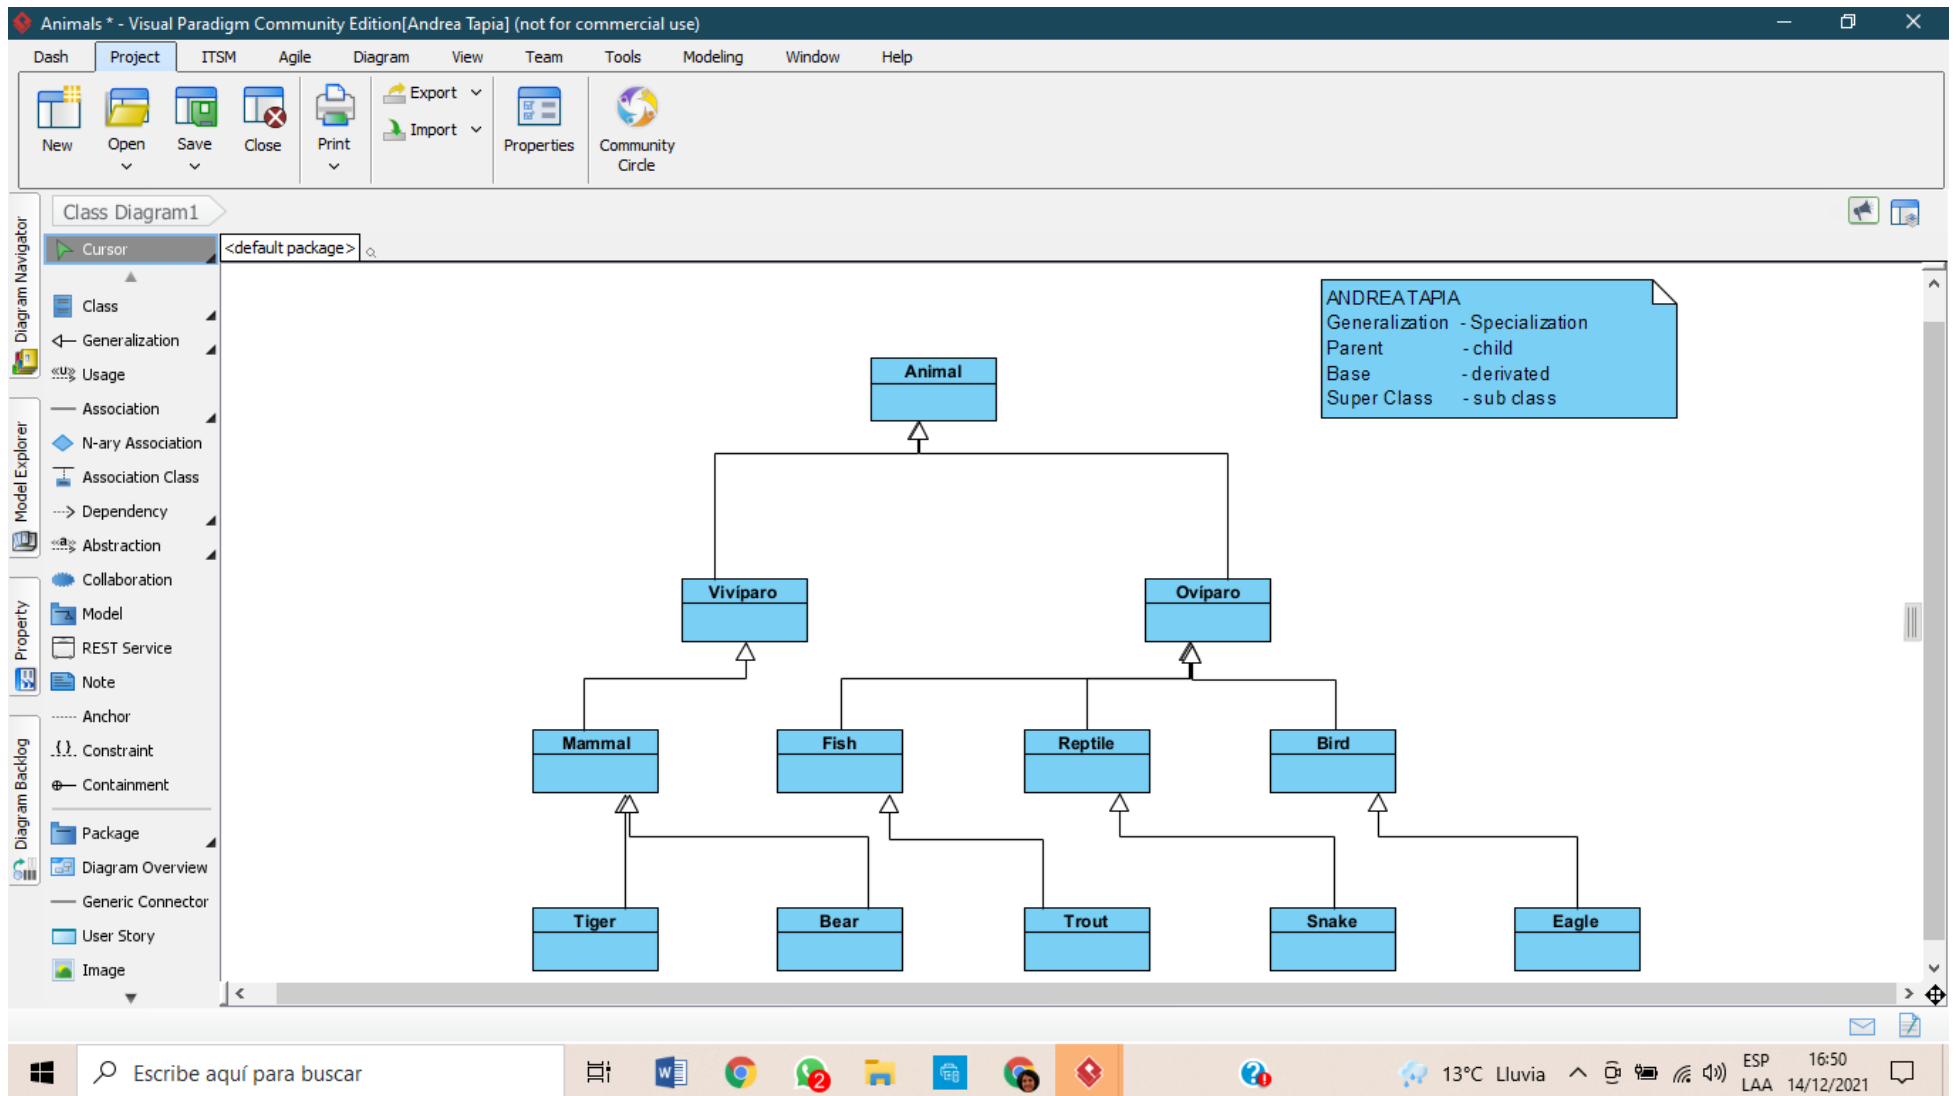 Animals * - Visual Paradigm Community Edition[Andrea Tapia] (not for commercial use)
Dash Project ITSM Agile Diagram View Team Tools Modeling Window Help
New Open Save Close Print Export Import Properties Community Circle
Class Diagram1
Diagram Navigator
Model Explorer
Property
Diagram Backlog
Cursor
Class
Generalization
«U» Usage
Association
N-ary Association
Association Class
Dependency
«a» Abstraction
Collaboration
Model
REST Service
Note
Anchor
{} Constraint
Containment
Package
Diagram Overview
Generic Connector
User Story
Image
<default package>
ANDREA TAPIA
Generalization - Specialization
Parent - child
Base - derivated
Super Class - sub class
Animal
Vivíparo Ovíparo
Mammal Fish Reptile Bird
Tiger Bear Trout Snake Eagle
Escribe aquí para buscar
W
2
13°C Lluvia
ESP
LAA
16:50
14/12/2021